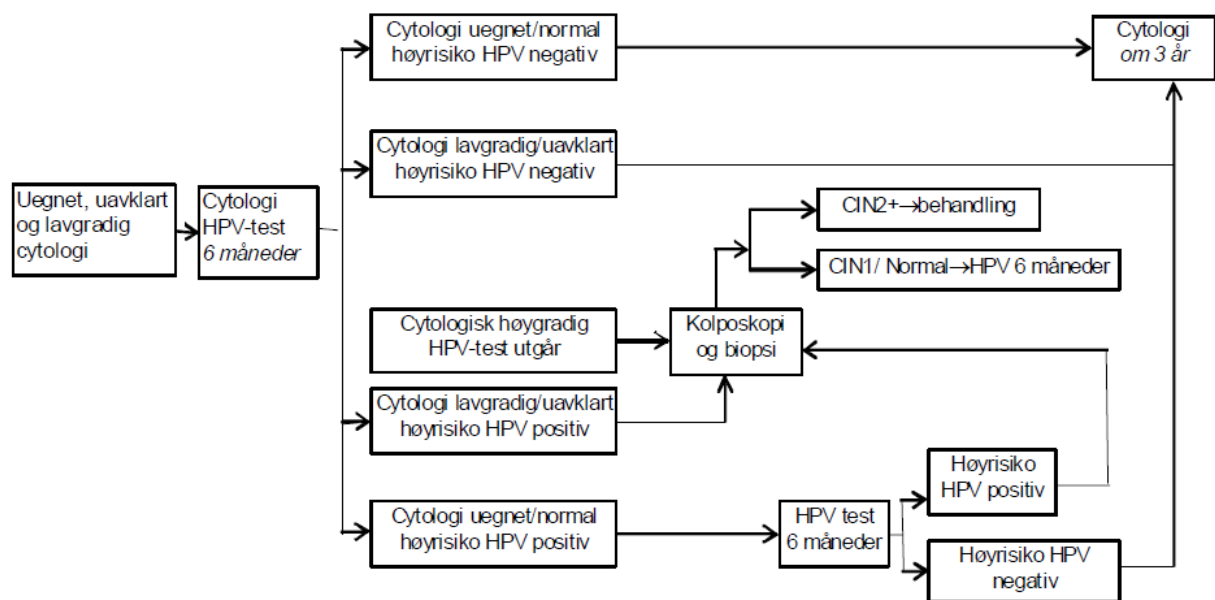 Cytologi uegnet/normal
høyrisiko HPV negativ
Cytologi
om 3 år
Cytologi lavgradig/uavklart
høyrisiko HPV negativ
Uegnet, uavklart
og lavgradig
cytologi
Cytologi
HPV-test
6 måneder
CIN2+→behandling
CIN1/ Normal→HPV 6 måneder
Cytologisk høygradig
HPV-test utgår
Kolposkopi
og biopsi
Cytologi lavgradig/uavklart
høyrisiko HPV positiv
Cytologi uegnet/normal
høyrisiko HPV positiv
HPV test
6 måneder
Høyrisiko
HPV positiv
Høyrisiko HPV
negativ